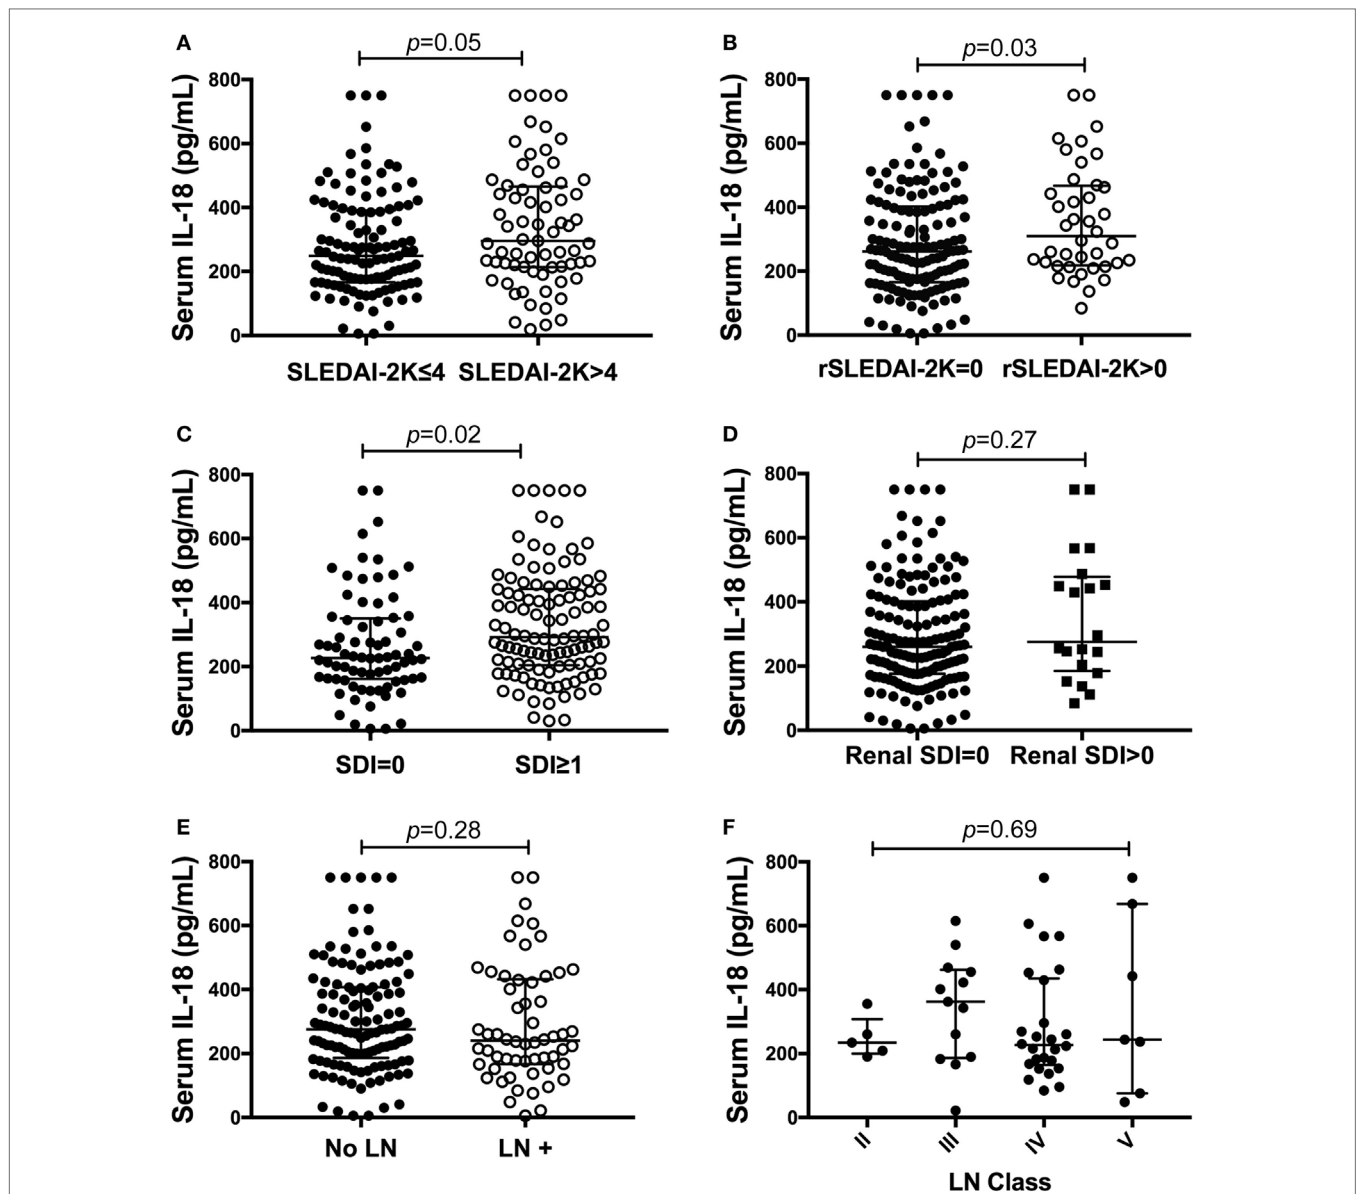 A
p=0.05
Serum IL-18 (pg/mL)
800
600
400
200
0
SLEDAI-2K≤4 SLEDAI-2K>4
B
p=0.03
Serum IL-18 (pg/mL)
800
600
400
200
0
rSLEDAI-2K=0 rSLEDAI-2K>0
C
p=0.02
Serum IL-18 (pg/mL)
800
600
400
200
0
SDI=0 SDI≥1
D
p=0.27
Serum IL-18 (pg/mL)
800
600
400
200
0
Renal SDI=0 Renal SDI>0
E
p=0.28
Serum IL-18 (pg/mL)
800
600
400
200
0
No LN LN +
F
p=0.69
Serum IL-18 (pg/mL)
800
600
400
200
0
II III IV V
LN Class